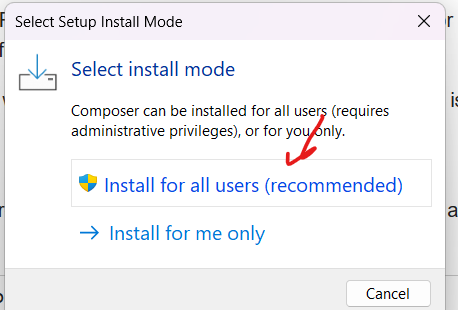 Select Setup Install Mode
Select install mode
Composer can be installed for all users (requires
administrative privileges), or for you only.
Install for all users (recommended)
Install for me only
Cancel